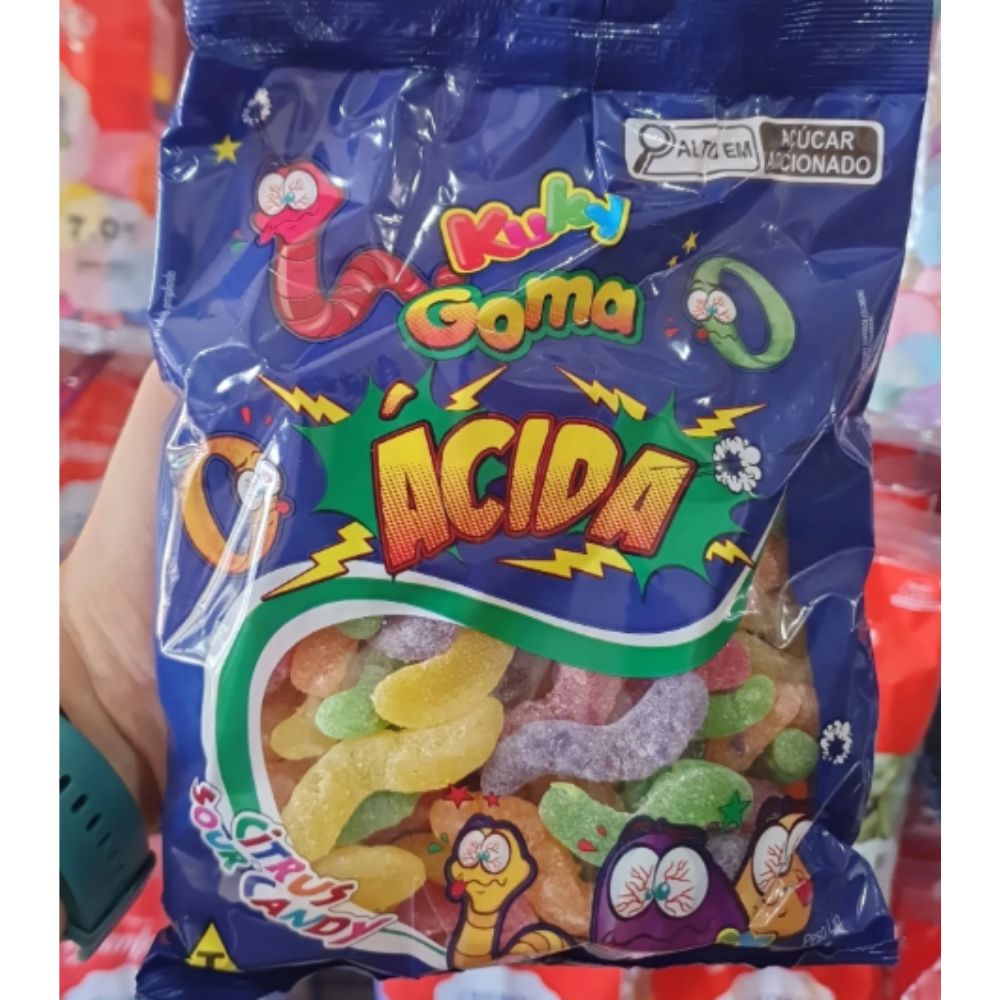 ALTO EM
AÇÚCAR
ADICIONADO
Kuky
Goma
ÁCIDA
CITRUS
SOUR CANDY
T